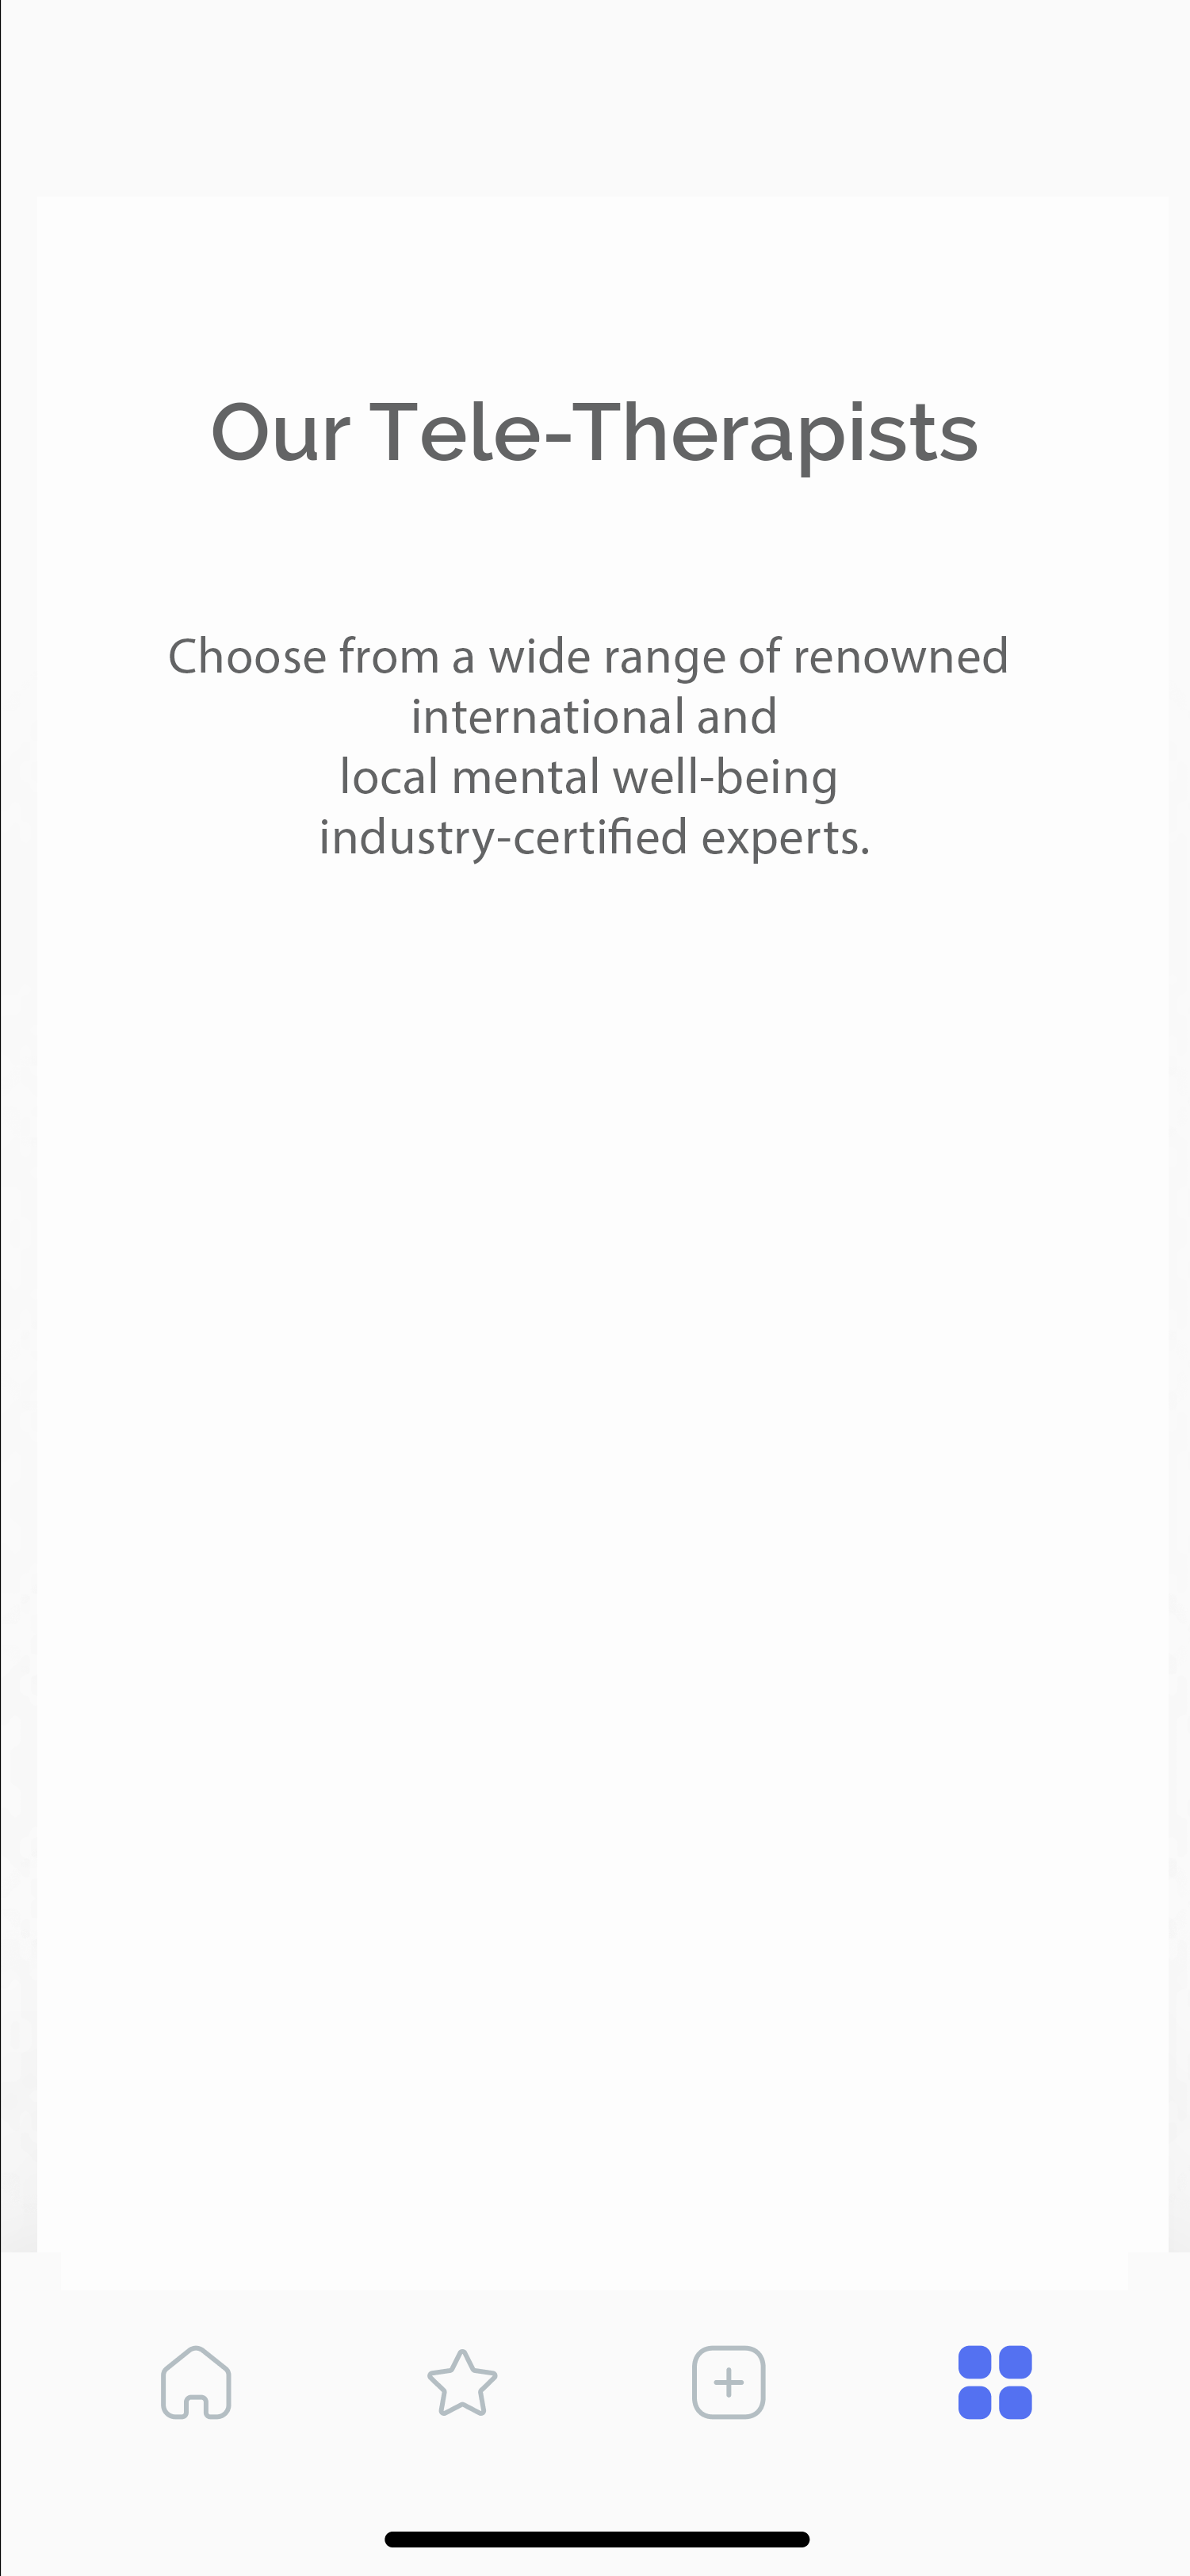 Our Tele-Therapists
Choose from a wide range of renowned
international and
local mental well-being
industry-certified experts.